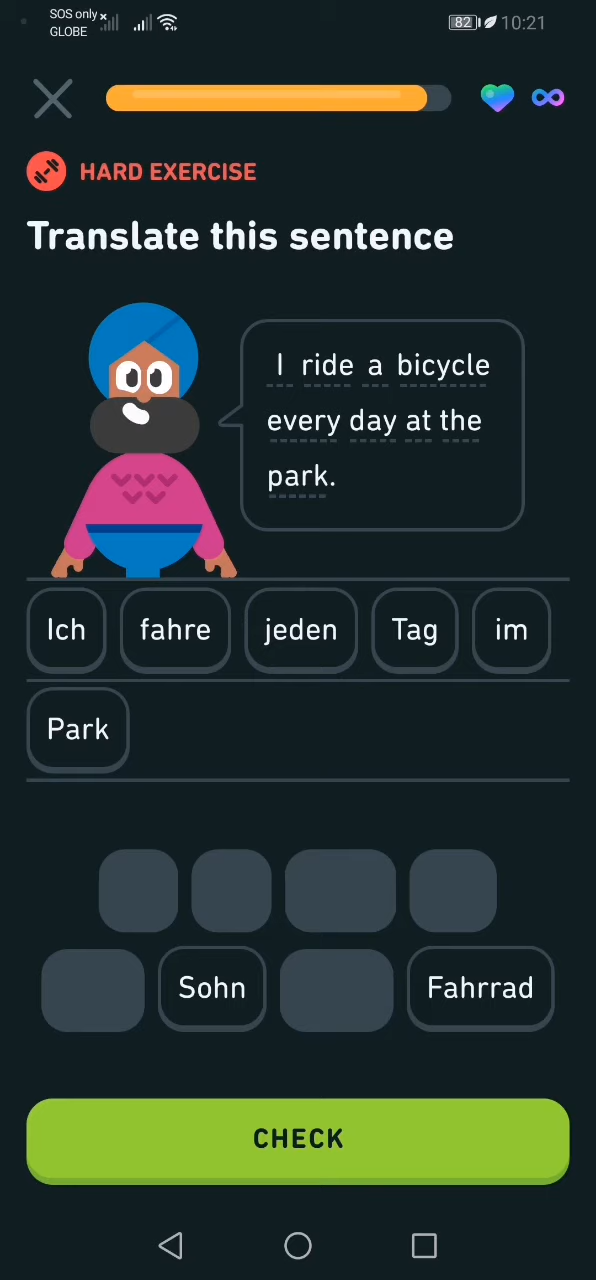 SOS only
GLOBE
82
10:21
HARD EXERCISE
Translate this sentence
I ride a bicycle
every day at the
park.
Ich fahre jeden Tag im
Park
Sohn Fahrrad
CHECK